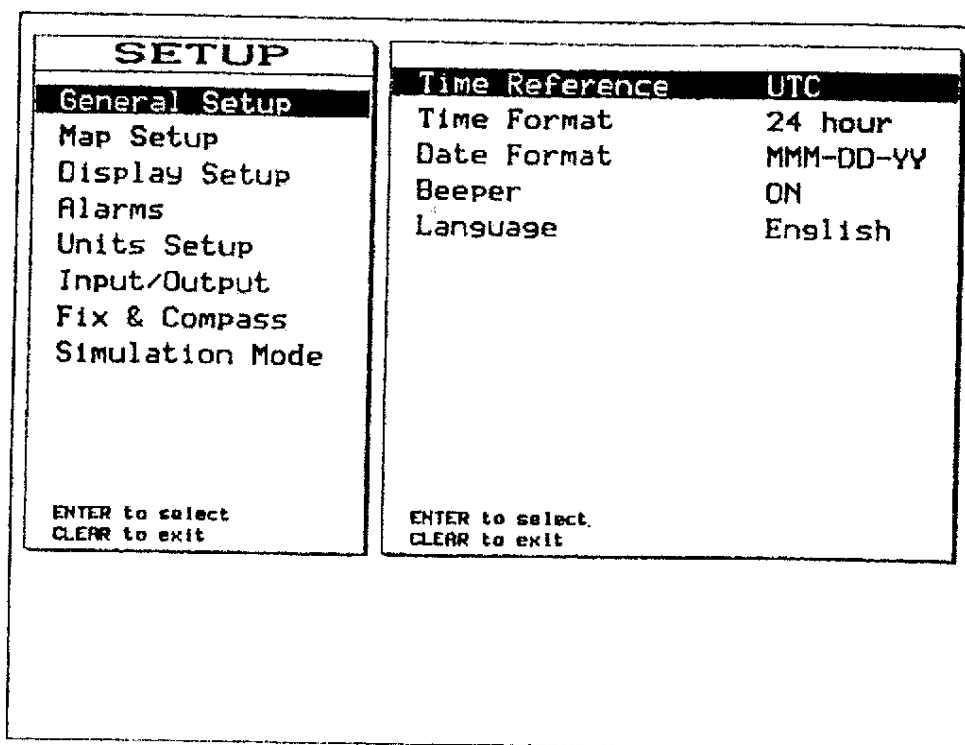 SETUP
General Setup
Map Setup
Display Setup
Alarms
Units Setup
Input/Output
Fix & Compass
Simulation Mode
ENTER to select
CLEAR to exit
Time Reference UTC
Time Format 24 hour
Date Format MMM-DD-YY
Beeper ON
Language English
ENTER to select
CLEAR to exit